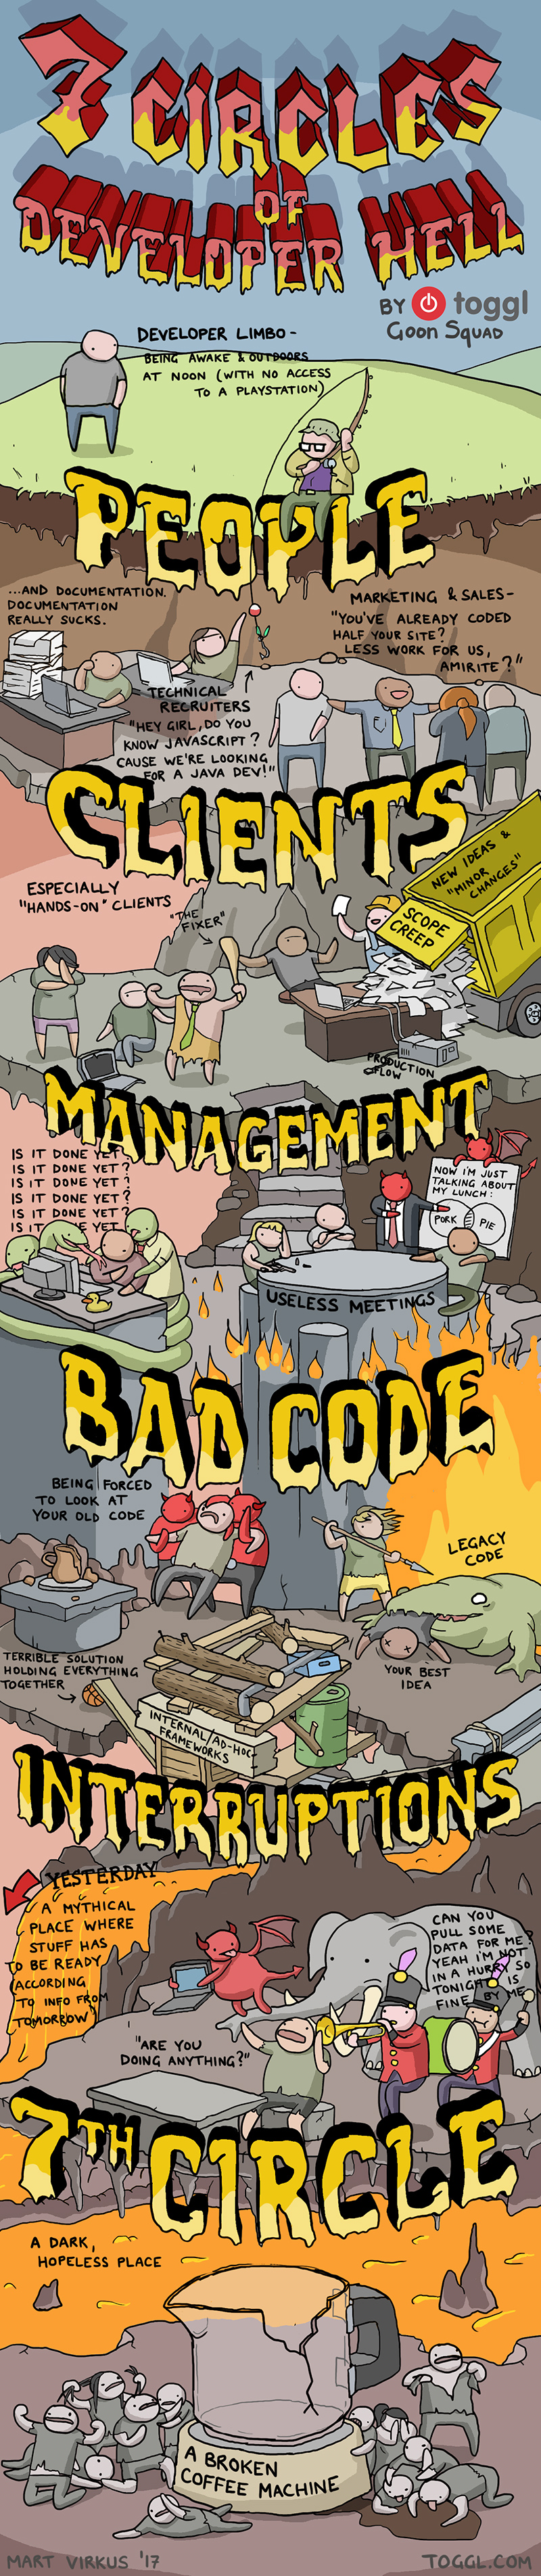 7 CIRCLES
OF
DEVELOPER HELL
BY toggl
GOON SQUAD
DEVELOPER LIMBO-
BEING AWAKE & OUTDOORS
AT NOON (WITH NO ACCESS
TO A PLAYSTATION)
PEOPLE
...AND DOCUMENTATION.
DOCUMENTATION
REALLY SUCKS.
MARKETING & SALES-
"YOU'VE ALREADY CODED
HALF YOUR SITE?
LESS WORK FOR US,
AMIRITE?"
TECHNICAL
RECRUITERS
"HEY GIRL, DO YOU
KNOW JAVASCRIPT?
CAUSE WE'RE LOOKING
FOR A JAVA DEV!"
CLIENTS
ESPECIALLY
"HANDS-ON" CLIENTS
"THE
FIXER"
NEW IDEAS &
"MINOR
CHANGES"
SCOPE
CREEP
PRODUCTION
FLOW
MANAGEMENT
IS IT DONE YET?
IS IT DONE YET?
IS IT DONE YET?
IS IT DONE YET?
IS IT DONE YET?
IS IT YET?
NOW I'M JUST
TALKING ABOUT
MY LUNCH:
PORK PIE
USELESS MEETINGS
BAD CODE
BEING FORCED
TO LOOK AT
YOUR OLD CODE
LEGACY
CODE
YOUR BEST
IDEA
TERRIBLE SOLUTION
HOLDING EVERYTHING
TOGETHER
INTERNAL/AD-HOC
FRAMEWORKS
INTERRUPTIONS
YESTERDAY
A MYTHICAL
PLACE WHERE
STUFF HAS
TO BE READY
(ACCORDING
TO INFO FROM
TOMORROW)
CAN YOU
PULL SOME
DATA FOR ME?
YEAH I'M NOT
IN A HURRY SO
TONIGHT IS
FINE BY ME
"ARE YOU
DOING ANYTHING?"
7TH CIRCLE
A DARK,
HOPELESS PLACE
A BROKEN
COFFEE MACHINE
MART VIRKUS '17
TOGGL.COM